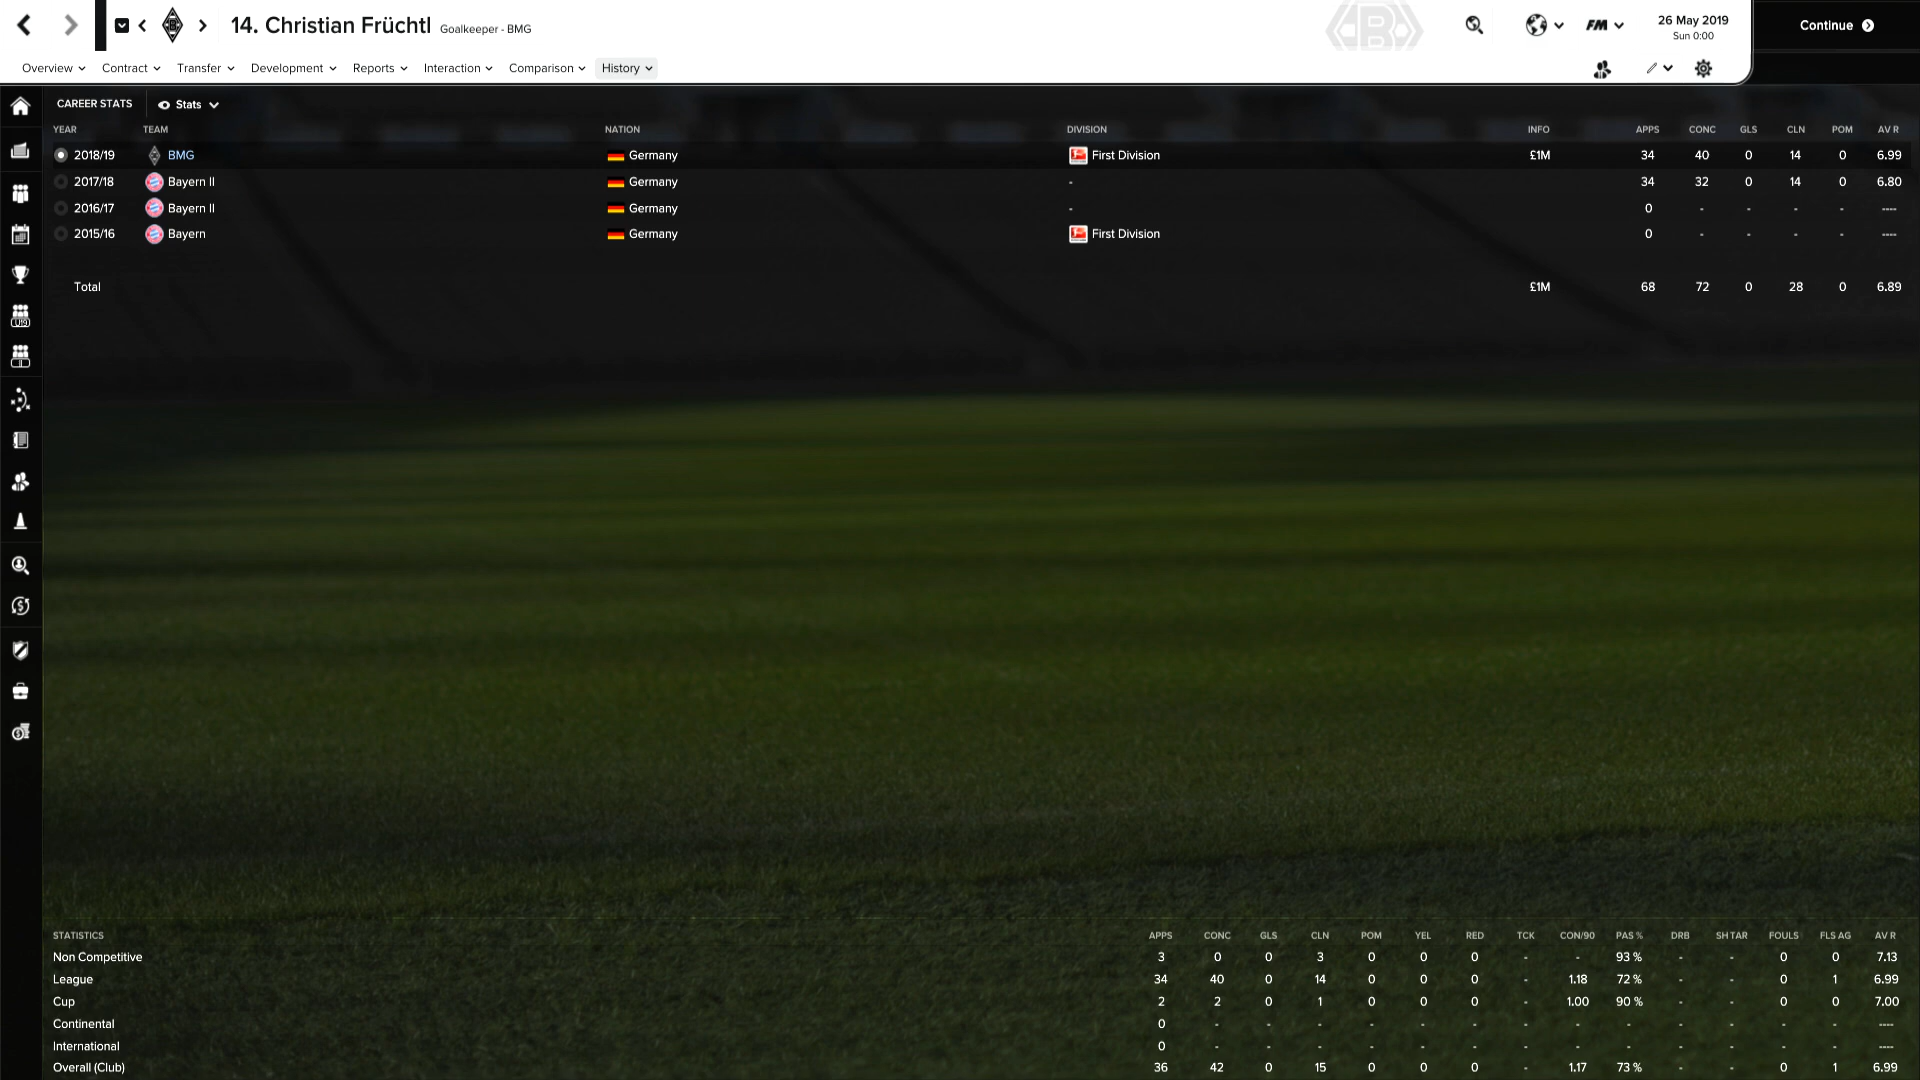 14. Christian Früchtl Goalkeeper - BMG
FM
26 May 2019
Sun 0:00
Continue
Overview Contract Transfer Development Reports Interaction Comparison History
CAREER STATS Stats
YEAR TEAM NATION DIVISION INFO APPS CONC GLS CLN POM AV R
2018/19 BMG Germany First Division £1M 34 40 0 14 0 6.99
2017/18 Bayern II Germany - 34 32 0 14 0 6.80
2016/17 Bayern II Germany - 0 - - - - ----
2015/16 Bayern Germany First Division 0 - - - - ----
Total £1M 68 72 0 28 0 6.89
U19
STATISTICS APPS CONC GLS CLN POM YEL RED TCK CON/90 PAS % DRB SH TAR FOULS FLS AG AV R
Non Competitive 3 0 0 3 0 0 0 - - 93 % - - 0 0 7.13
League 34 40 0 14 0 0 0 - 1.18 72 % - - 0 1 6.99
Cup 2 2 0 1 0 0 0 - 1.00 90 % - - 0 0 7.00
Continental 0 - - - - - - - - - - - - - ----
International 0 - - - - - - - - - - - - - ----
Overall (Club) 36 42 0 15 0 0 0 - 1.17 73 % - - 0 1 6.99